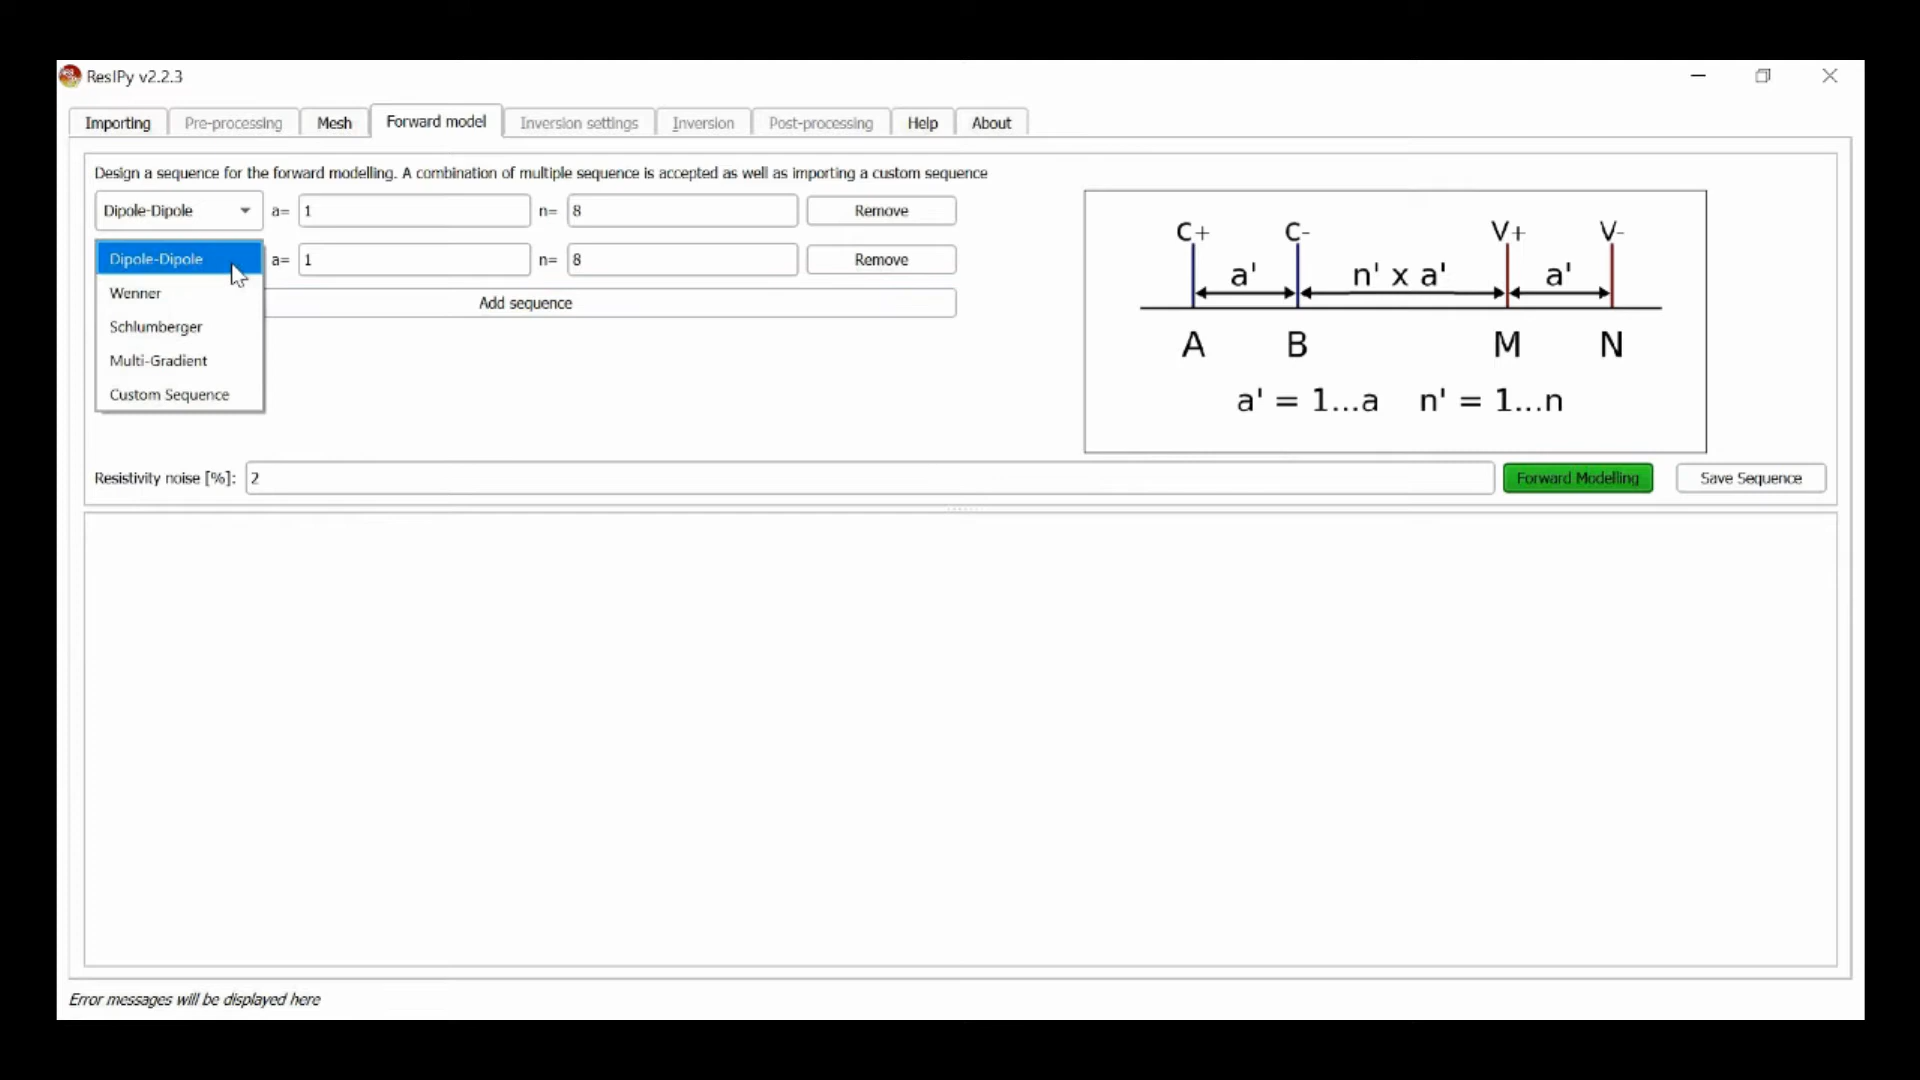 ResIPy v2.2.3
Importing Pre-processing Mesh Forward model Inversion settings Inversion Post-processing Help About
Design a sequence for the forward modelling. A combination of multiple sequence is accepted as well as importing a custom sequence
Dipole-Dipole a= 1 n= 8 Remove
Dipole-Dipole a= 1 n= 8 Remove
Wenner
Add sequence
Schlumberger
Multi-Gradient
Custom Sequence
C+ C- V+ V-
a' n' x a' a'
A B M N
a' = 1...a n' = 1...n
Resistivity noise [%]: 2 Forward Modelling Save Sequence
Error messages will be displayed here